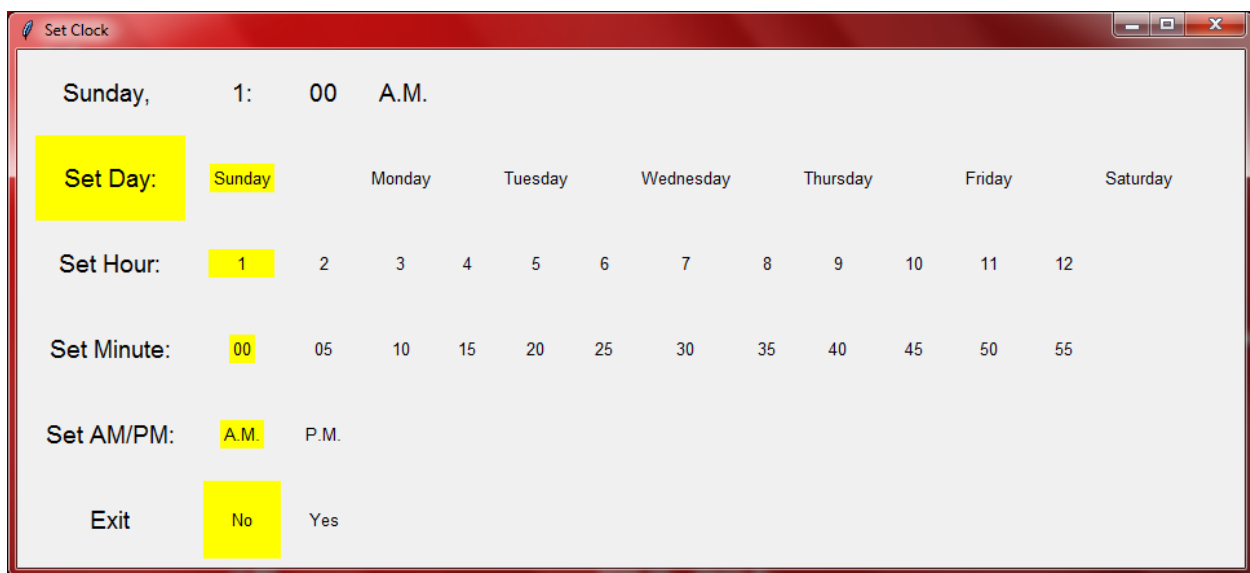 Set Clock
Sunday, 1: 00 A.M.
Set Day: Sunday Monday Tuesday Wednesday Thursday Friday Saturday
Set Hour: 1 2 3 4 5 6 7 8 9 10 11 12
Set Minute: 00 05 10 15 20 25 30 35 40 45 50 55
Set AM/PM: A.M. P.M.
Exit No Yes